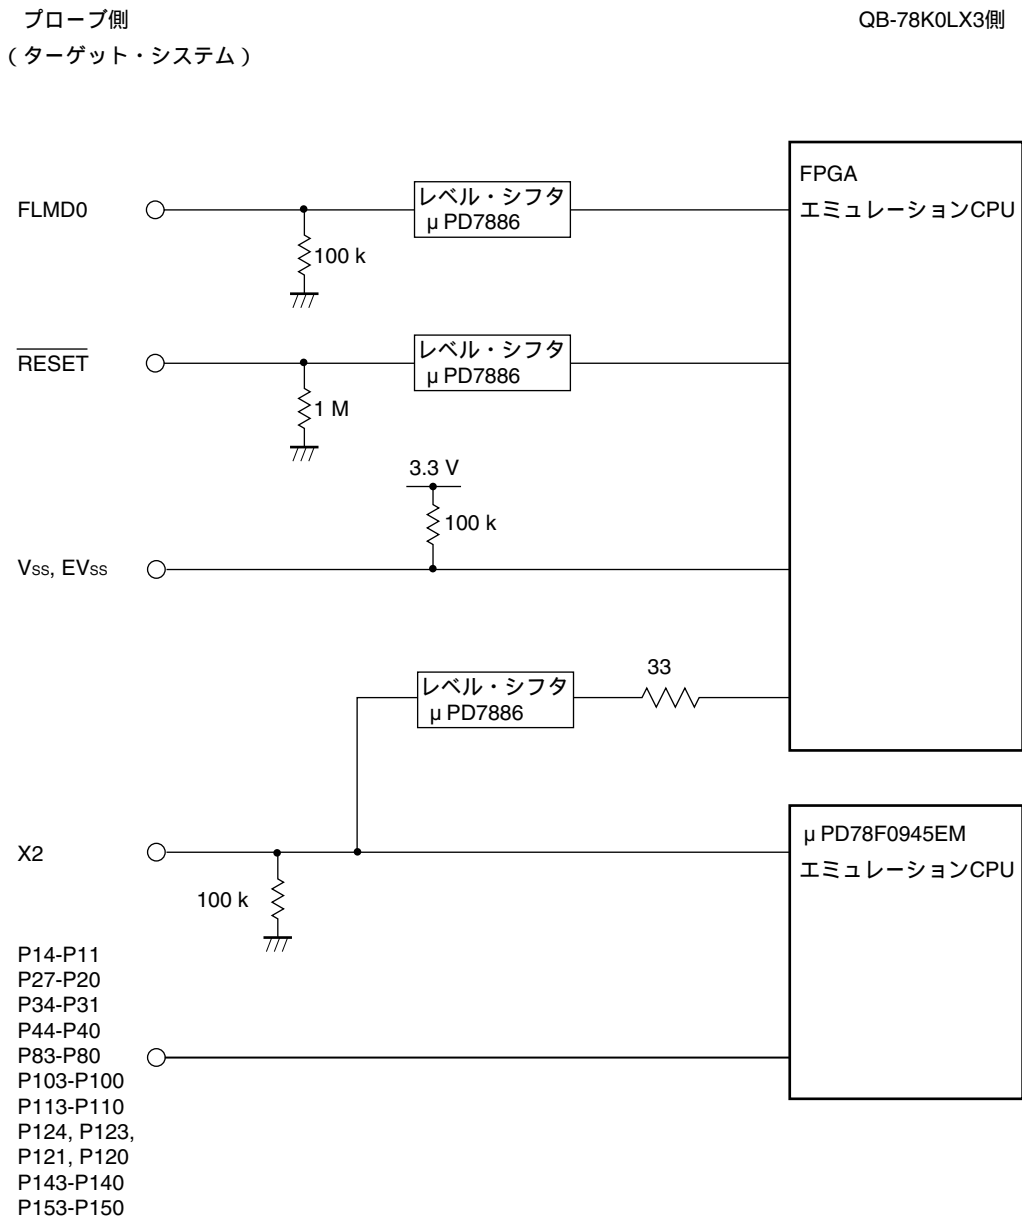 プローブ側
QB-78K0LX3側
（ターゲット・システム）
FPGA
エミュレーションCPU
FLMD0
レベル・シフタ
μ PD7886
100 k
RESET
レベル・シフタ
μ PD7886
1 M
3.3 V
100 k
VSS, EVSS
33
レベル・シフタ
μ PD7886
μ PD78F0945EM
エミュレーションCPU
X2
100 k
P14-P11
P27-P20
P34-P31
P44-P40
P83-P80
P103-P100
P113-P110
P124, P123,
P121, P120
P143-P140
P153-P150